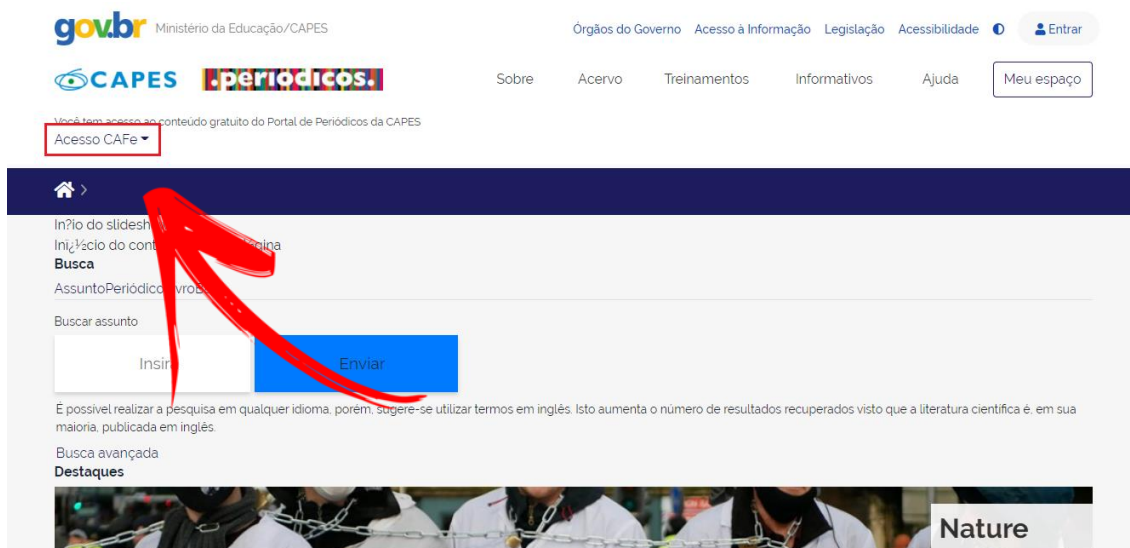 gov.br Ministério da Educação/CAPES Órgãos do Governo Acesso à Informação Legislação Acessibilidade Entrar
CAPES .periodicos. Sobre Acervo Treinamentos Informativos Ajuda Meu espaço
Você tem acesso ao conteúdo gratuito do Portal de Periódicos da CAPES
Acesso CAFe
In?io do slidesh
Ini¿½cio do cont gina
Busca
AssuntoPeriódico vro
Buscar assunto
Insir Enviar
É possível realizar a pesquisa em qualquer idioma, porém, sugere-se utilizar termos em inglês. Isto aumenta o número de resultados recuperados visto que a literatura científica é, em sua
maioria, publicada em inglês.
Busca avançada
Destaques
Nature